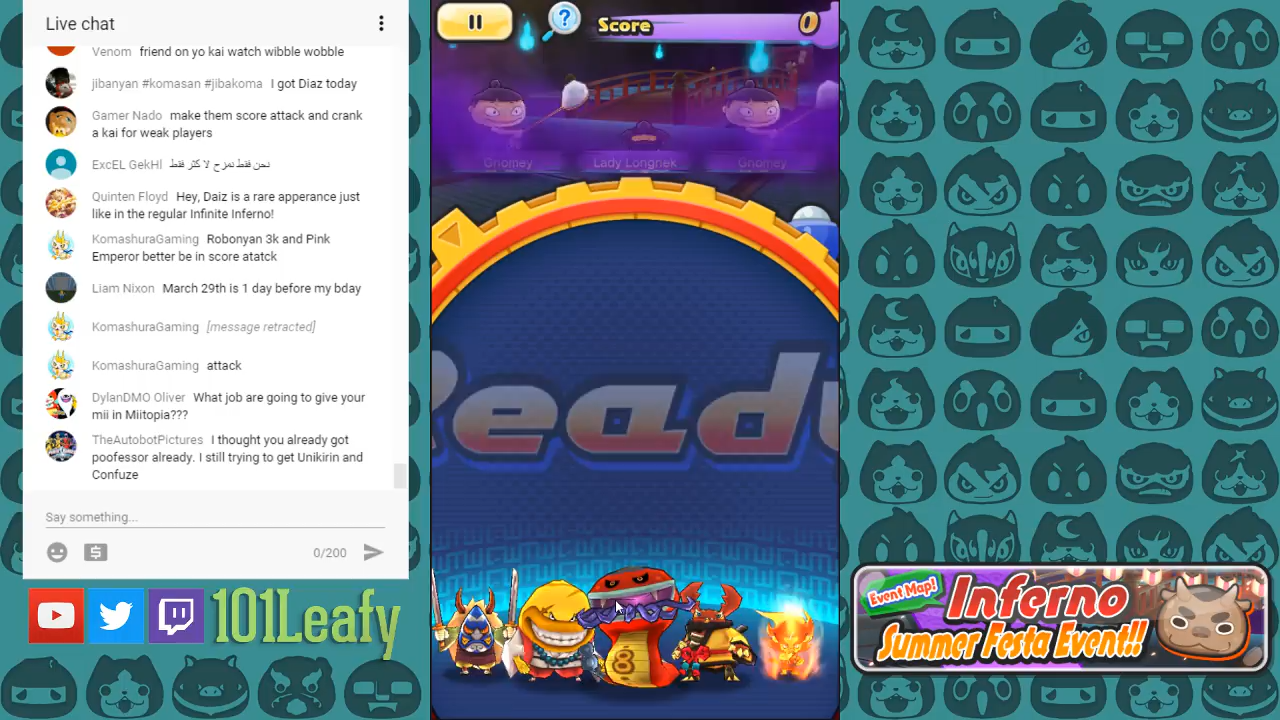 Live chat
Venom friend on yo kai watch wibble wobble
jibanyan #komasan #jibakoma I got Diaz today
Gamer Nado make them score attack and crank
a kai for weak players
ExcEL GekHl نحن فقط نمزح لا كثر فقط
Quinten Floyd Hey, Daiz is a rare apperance just
like in the regular Infinite Inferno!
KomashuraGaming Robonyan 3k and Pink
Emperor better be in score atatck
Liam Nixon March 29th is 1 day before my bday
KomashuraGaming [message retracted]
KomashuraGaming attack
DylanDMO Oliver What job are going to give your
mii in Miitopia???
TheAutobotPictures I thought you already got
poofessor already. I still trying to get Unikirin and
Confuze
Say something...
0/200
101Leafy
? Score 0
Gnomey Lady Longnek Gnomey
Ready
8
Event Map!
Inferno
Summer Festa Event!!